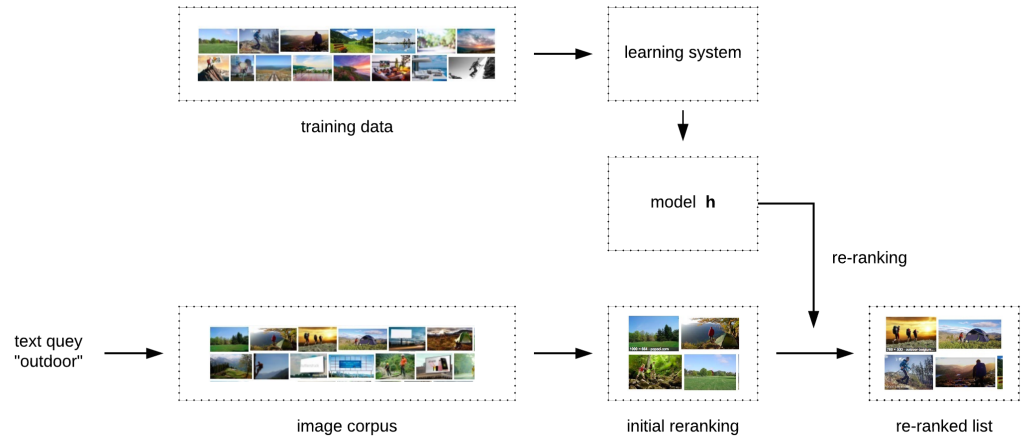 learning system
training data
model h
re-ranking
text quey
"outdoor"
image corpus
initial reranking
re-ranked list